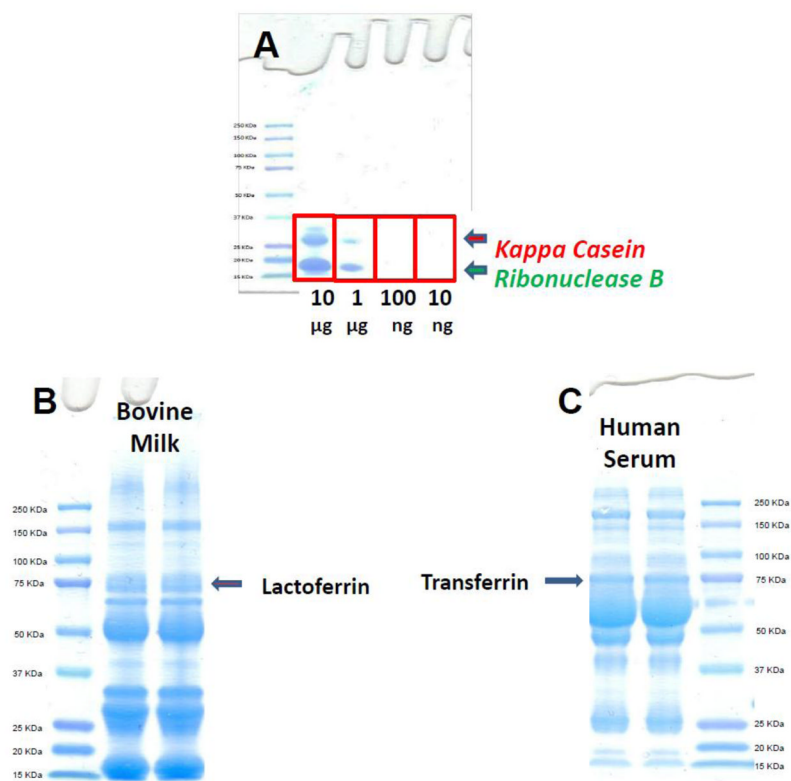 A
250 KDa
150 KDa
100 KDa
75 KDa
50 KDa
37 KDa
25 KDa
20 KDa
15 KDa
Kappa Casein
Ribonuclease B
10 1 100 10
µg µg ng ng
B
Bovine
Milk
250 KDa
150 KDa
100 KDa
75 KDa
50 KDa
37 KDa
25 KDa
20 KDa
15 KDa
Lactoferrin
C
Human
Serum
Transferrin
250 KDa
150 KDa
100 KDa
75 KDa
50 KDa
37 KDa
25 KDa
20 KDa
15 KDa